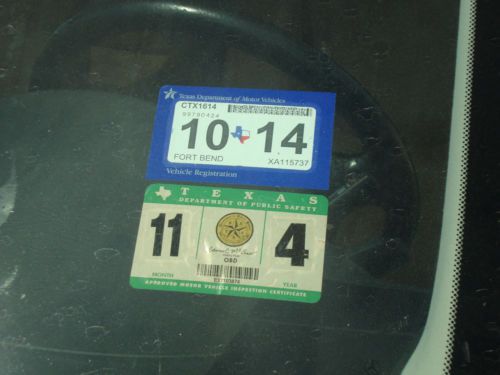 Texas Department of Motor Vehicles
CTX1614
99780424
10 14
FORT BEND XA115737
Vehicle Registration
TEXAS
DEPARTMENT OF PUBLIC SAFETY
11 4
OBD
MONTH YEAR
APPROVED MOTOR VEHICLE INSPECTION CERTIFICATE